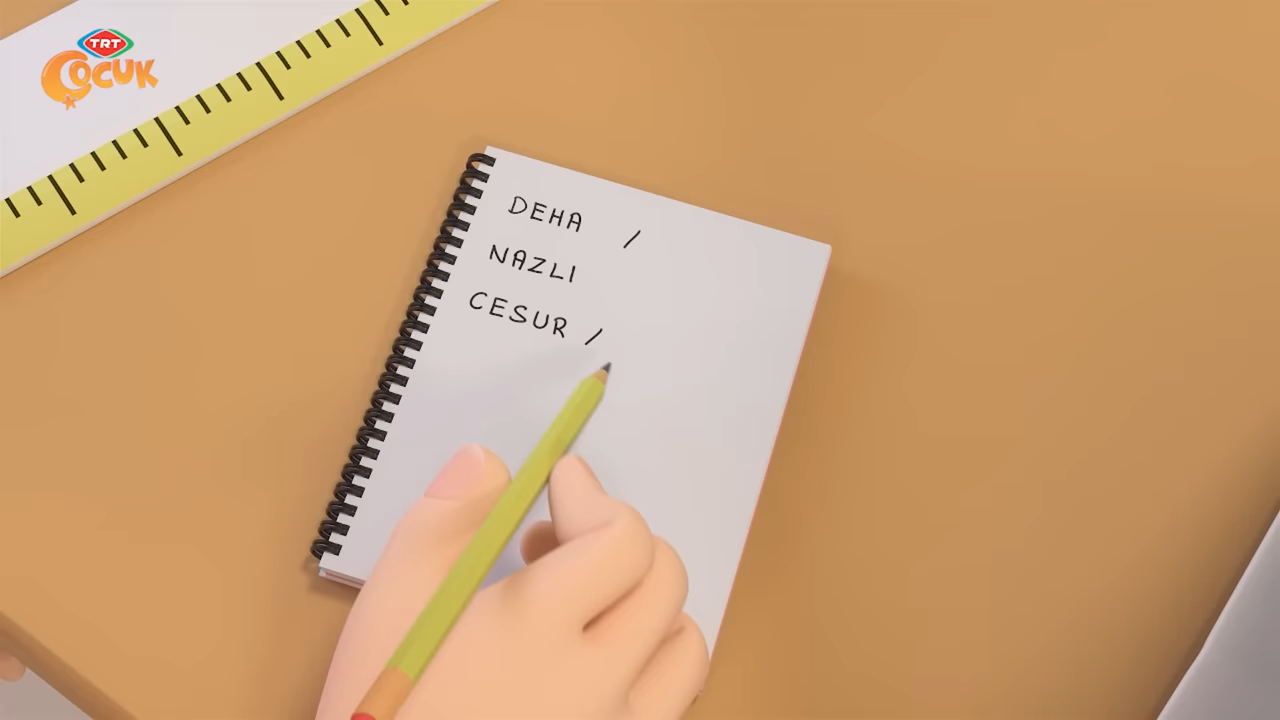 TRT
ÇOCUK
DEHA /
NAZLI
CESUR /